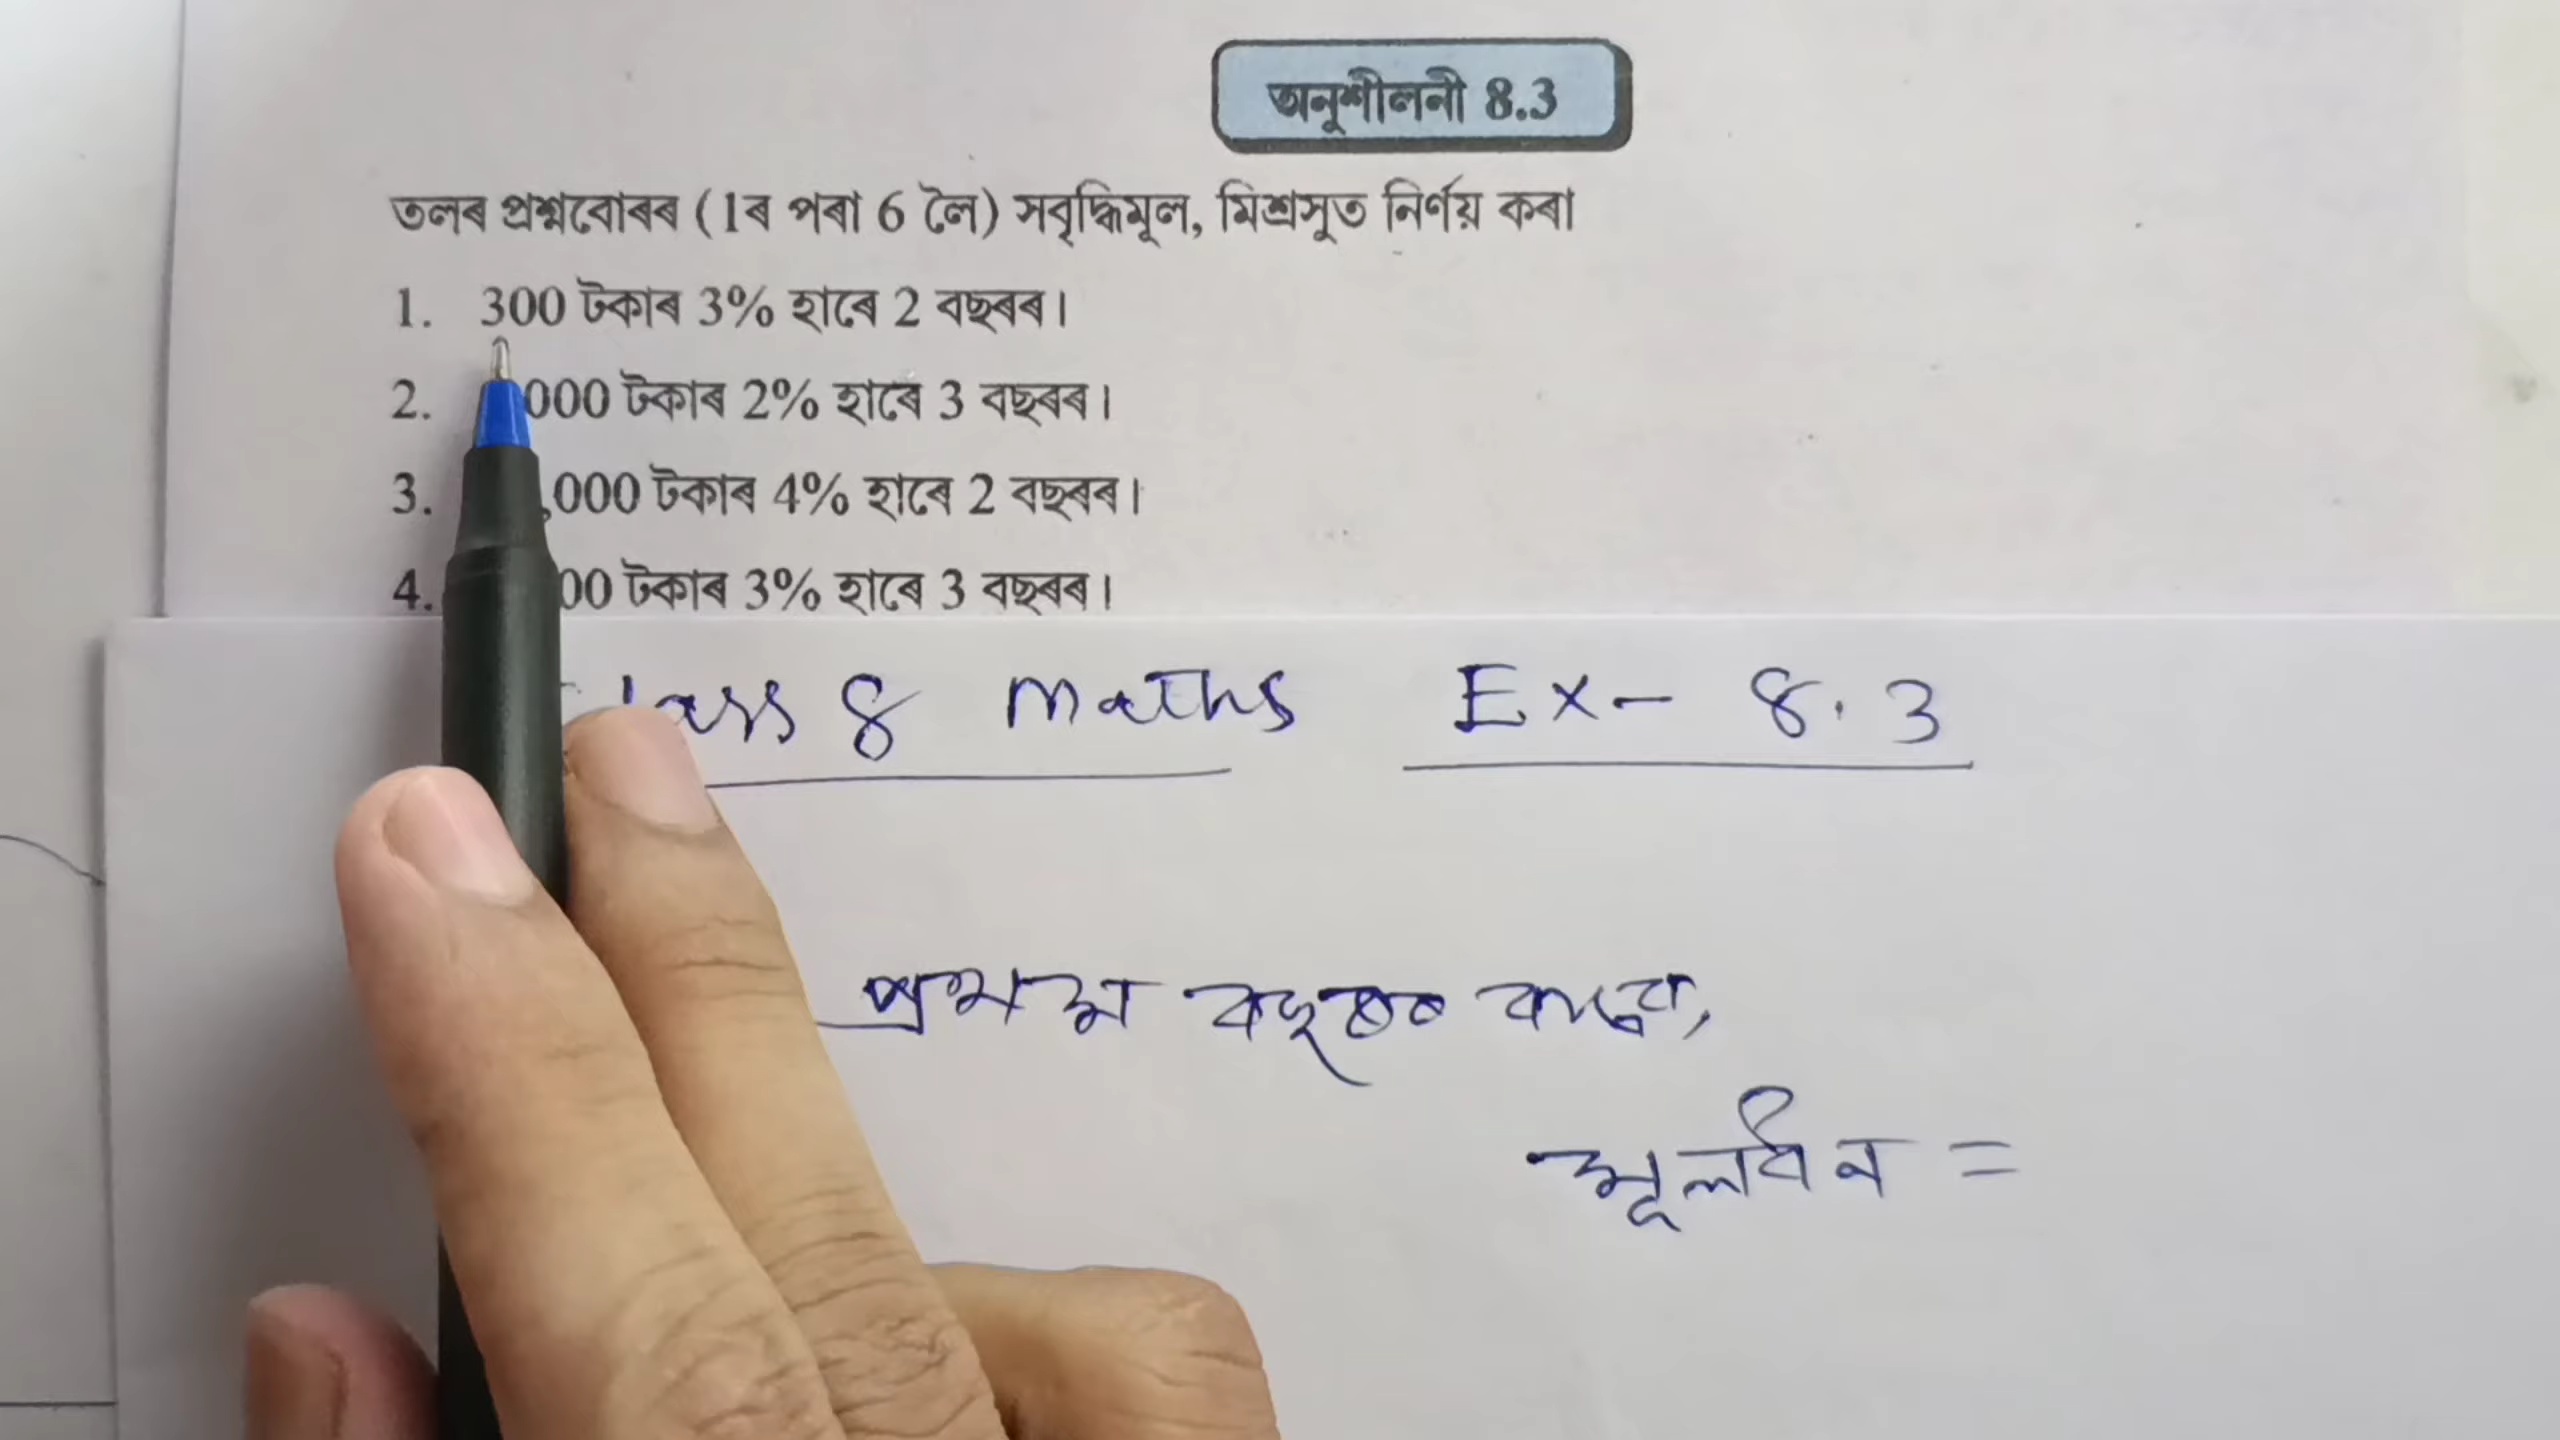 অনুশীলনী 8.3
তলৰ প্ৰশ্নবোৰৰ (1ৰ পৰা 6 লৈ) সবৃদ্ধিমূল, মিশ্ৰসুত নিৰ্ণয় কৰা
1. 300 টকাৰ 3% হাৰে 2 বছৰৰ।
2. 000 টকাৰ 2% হাৰে 3 বছৰৰ।
3. ,000 টকাৰ 4% হাৰে 2 বছৰৰ।
4. 00 টকাৰ 3% হাৰে 3 বছৰৰ।
lass 8 maths Ex- 8.3
প্ৰথম বছৰৰ বাবে,
মূলধন =